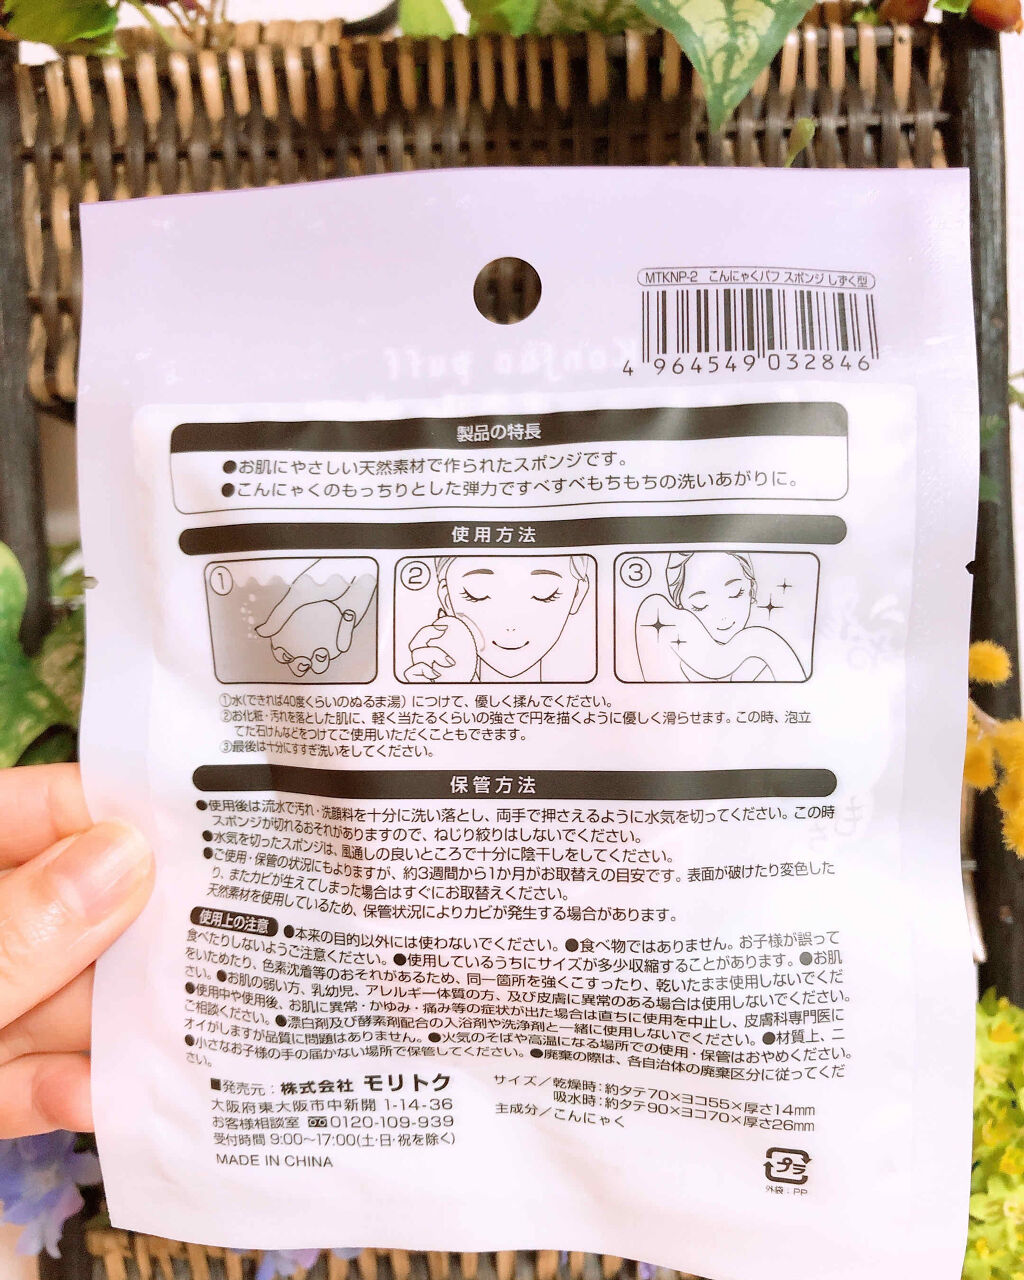 MTKNP-2 こんにゃくパフ スポンジ しずく型
4 964549 032846
Konjac puff
製品の特長
●お肌にやさしい天然素材で作られたスポンジです。
●こんにゃくのもっちりとした弾力ですべすべもちもちの洗いあがりに。
使用方法
① ② ③
①水(できれば40度くらいのぬるま湯)につけて、優しく揉んでください。
②お化粧・汚れを落とした肌に、軽く当たるくらいの強さで円を描くように優しく滑らせます。この時、泡立
てた石けんなどをつけてご使用いただくこともできます。
③最後は十分にすすぎ洗いをしてください。
保管方法
●使用後は流水で汚れ・洗顔料を十分に洗い落とし、両手で押さえるように水気を切ってください。この時
スポンジが切れるおそれがありますので、ねじり絞りはしないでください。
●水気を切ったスポンジは、風通しの良いところで十分に陰干しをしてください。
●ご使用・保管の状況にもよりますが、約3週間から1か月がお取替えの目安です。表面が破けたり変色した
り、またカビが生えてしまった場合はすぐにお取替えください。
天然素材を使用しているため、保管状況によりカビが発生する場合があります。
使用上の注意 ●本来の目的以外には使わないでください。●食べ物ではありません。お子様が誤って
食べたりしないようご注意ください。●使用しているうちにサイズが多少収縮することがあります。●お肌
をいためたり、色素沈着等のおそれがあるため、同一箇所を強くこすったり、乾いたまま使用しないでくだ
さい。●お肌の弱い方、乳幼児、アレルギー体質の方、及び皮膚に異常のある場合は使用しないでください。
●使用中や使用後、お肌に異常・かゆみ・痛み等の症状が出た場合は直ちに使用を中止し、皮膚科専門医に
ご相談ください。●漂白剤及び酵素剤配合の入浴剤や洗浄剤と一緒に使用しないでください。●材質上、ニ
オイがしますが品質に問題はありません。●火気のそばや高温になる場所での使用・保管はおやめください。
●小さなお子様の手の届かない場所で保管してください。●廃棄の際は、各自治体の廃棄区分に従ってくだ
さい。
■発売元：株式会社 モリトク
大阪府東大阪市中新開 1-14-36
お客様相談室 0120-109-939
受付時間 9:00〜17:00(土・日・祝を除く)
MADE IN CHINA
サイズ／乾燥時：約タテ70×ヨコ55×厚さ14mm
吸水時：約タテ90×ヨコ70×厚さ26mm
主成分／こんにゃく
プラ
外袋：PP